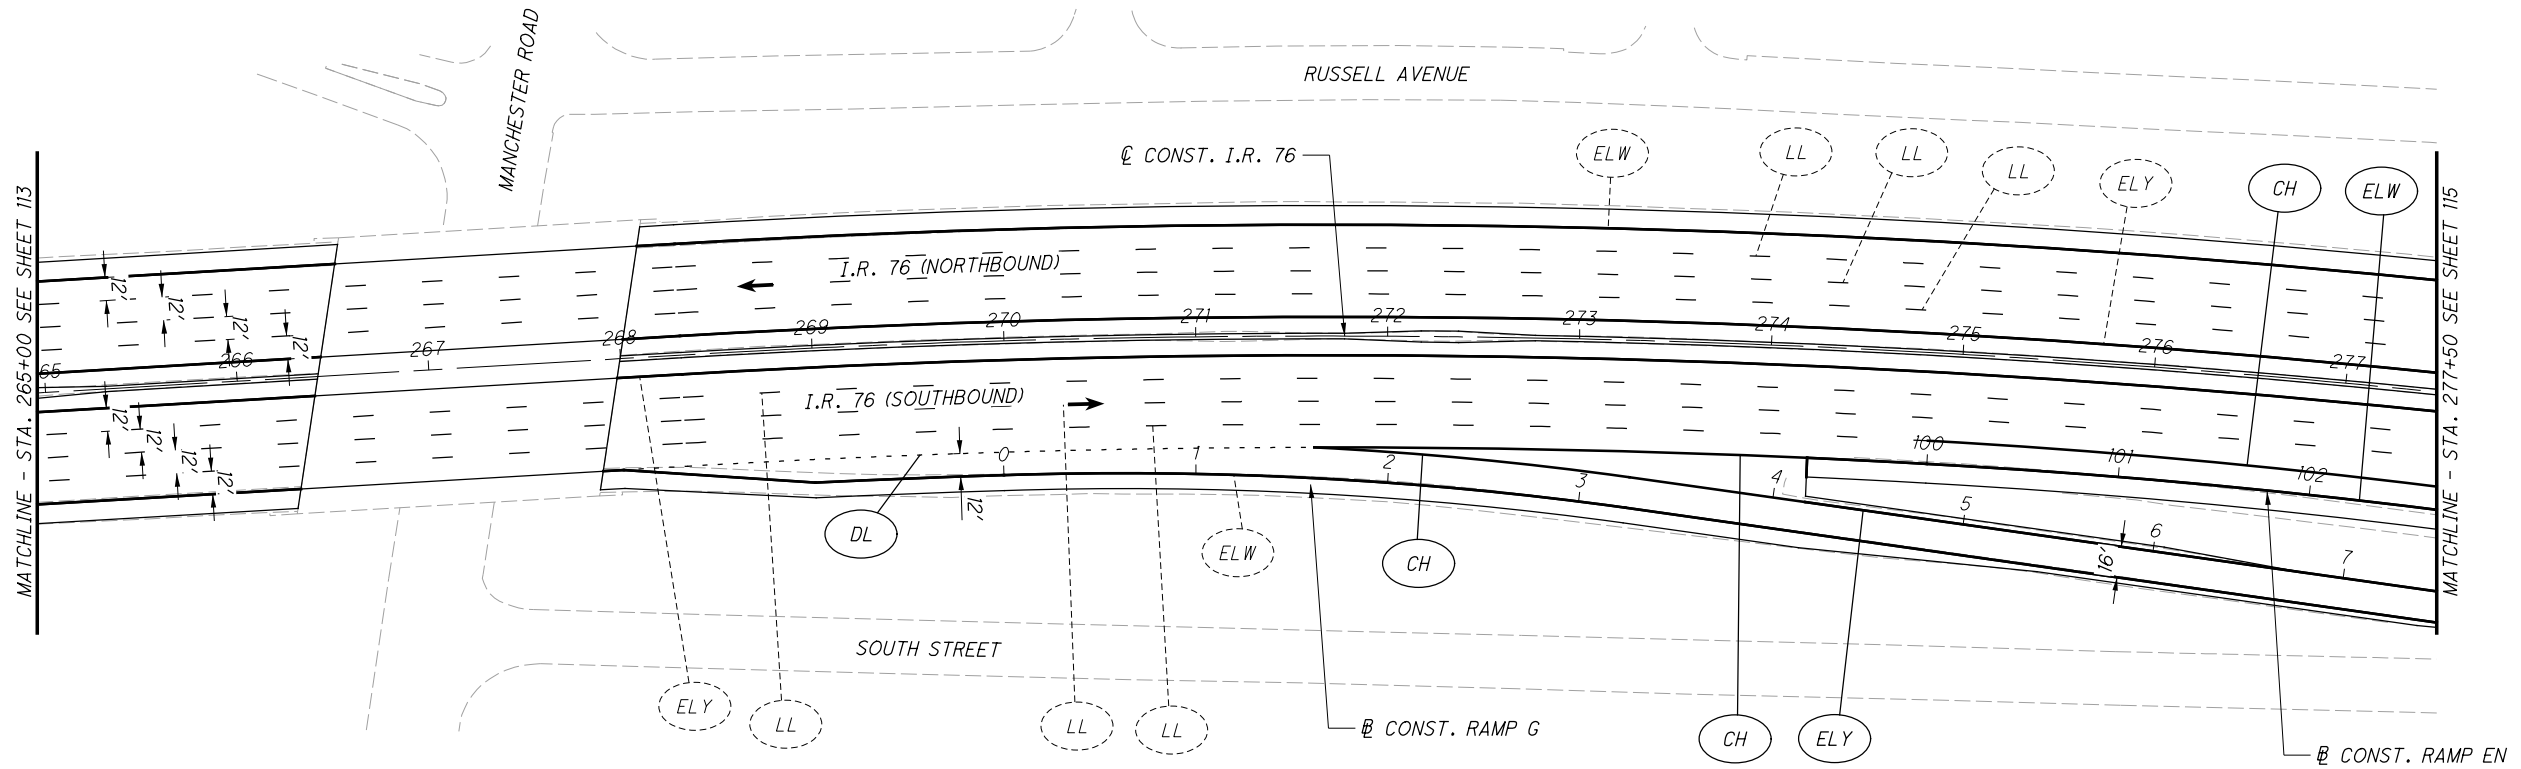 MANCHESTER ROAD
RUSSELL AVENUE
℄ CONST. I.R. 76
ELW
LL
LL
LL
ELY
CH
ELW
MATCHLINE - STA. 265+00 SEE SHEET 113
MATCHLINE - STA. 277+50 SEE SHEET 115
I.R. 76 (NORTHBOUND)
12'
12'
12'
12'
65
266
267
268
269
270
271
272
273
274
275
276
277
I.R. 76 (SOUTHBOUND)
12'
12'
12'
12'
0
1
2
3
4
5
6
7
100
101
102
12'
16'
DL
ELW
CH
SOUTH STREET
ELY
LL
LL
LL
CH
ELY
BL CONST. RAMP G
BL CONST. RAMP EN